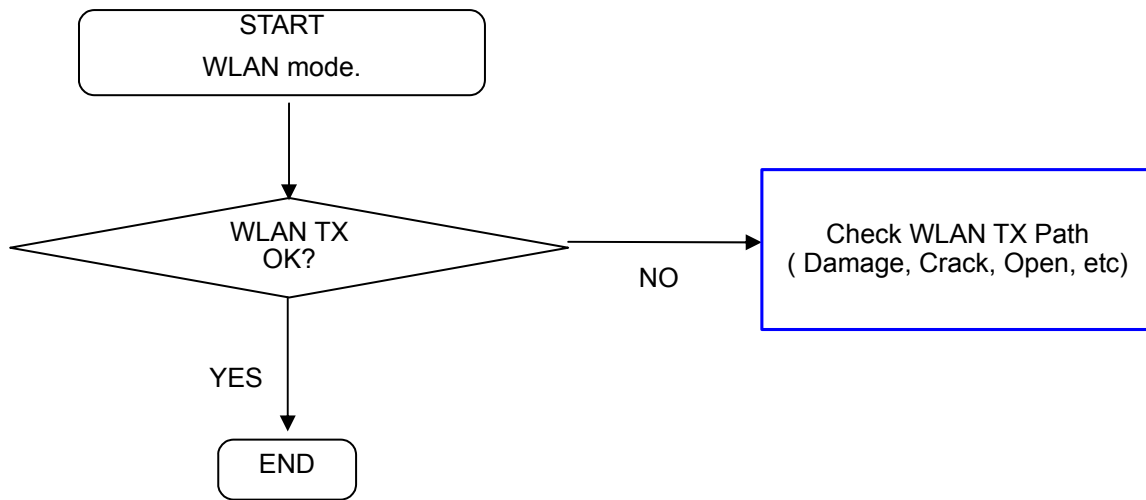 START
WLAN mode.
WLAN TX
OK?
NO
Check WLAN TX Path
( Damage, Crack, Open, etc)
YES
END